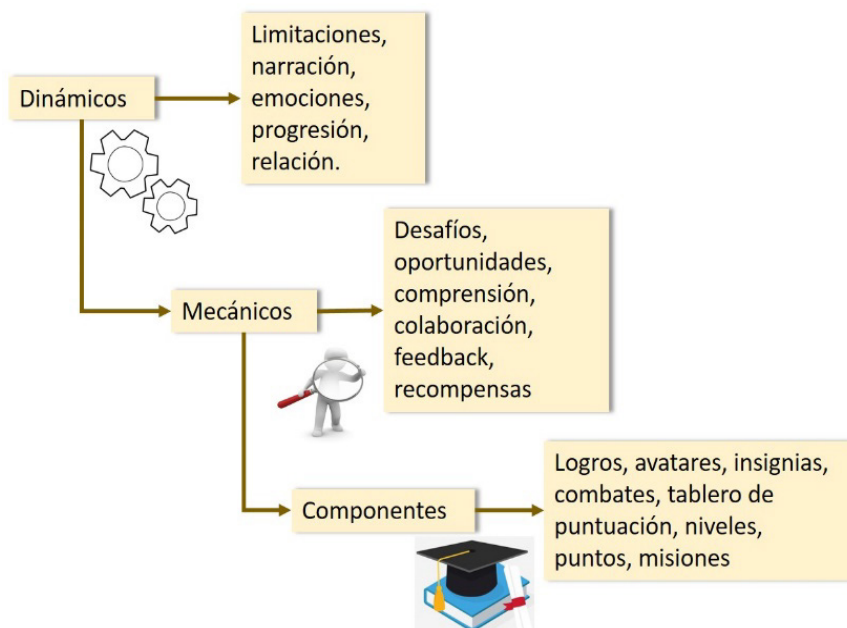 Dinámicos
Limitaciones,
narración,
emociones,
progresión,
relación.
Mecánicos
Desafíos,
oportunidades,
comprensión,
colaboración,
feedback,
recompensas
Componentes
Logros, avatares, insignias,
combates, tablero de
puntuación, niveles,
puntos, misiones